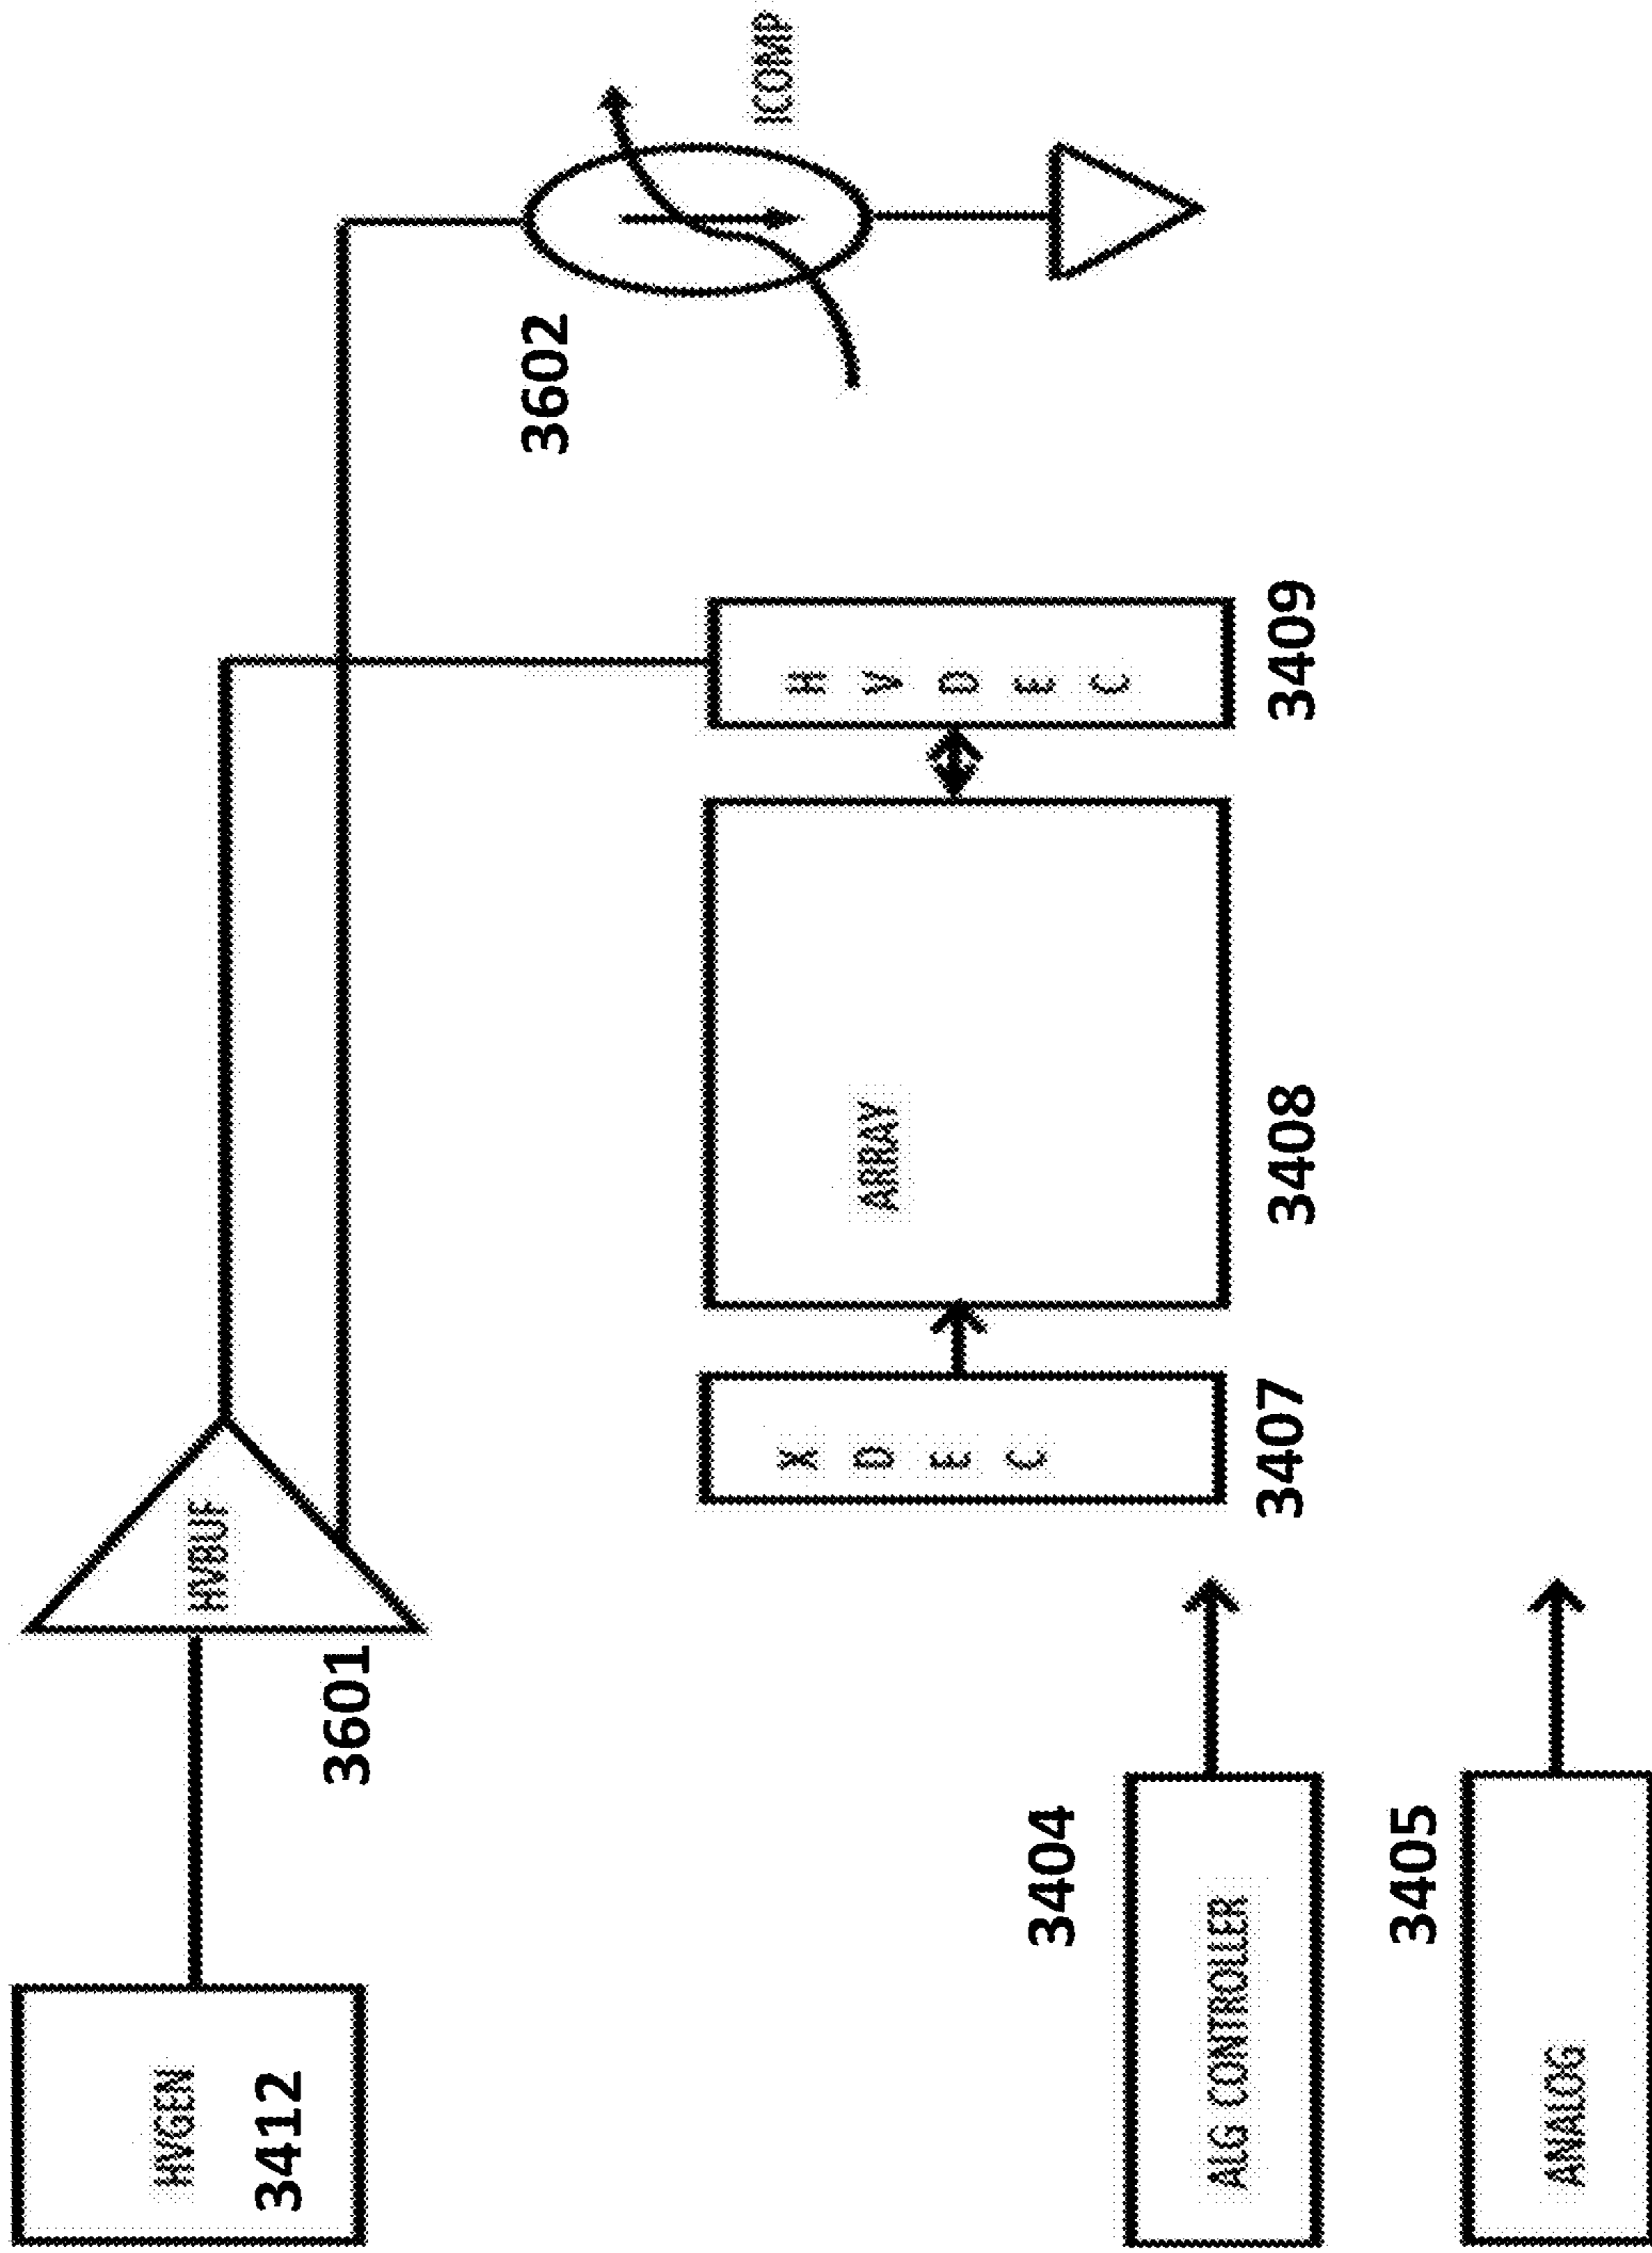 HVGEN
3412
HVBUF
3601
3602
ICOMP
XDEC
3407
ARRAY
3408
HVDEC
3409
3404
ALG CONTROLLER
3405
ANALOG